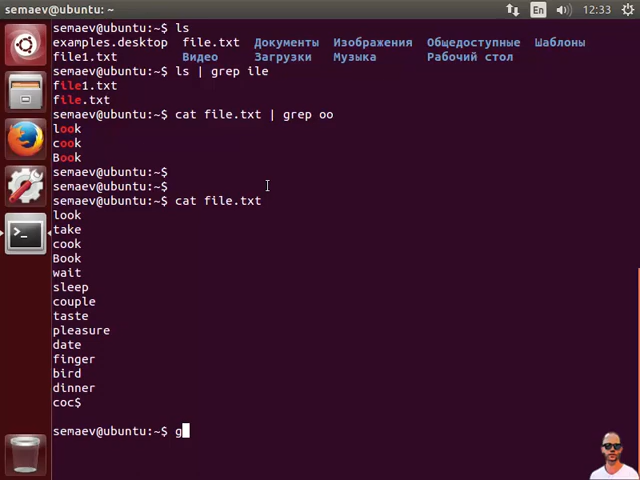 semaev@ubuntu: ~
En
12:33
semaev@ubuntu:~$ ls
examples.desktop file.txt Документы Изображения Общедоступные Шаблоны
file1.txt Видео Загрузки Музыка Рабочий стол
semaev@ubuntu:~$ ls | grep ile
file1.txt
file.txt
semaev@ubuntu:~$ cat file.txt | grep oo
look
cook
Book
semaev@ubuntu:~$
semaev@ubuntu:~$
semaev@ubuntu:~$ cat file.txt
look
take
cook
Book
wait
sleep
couple
taste
pleasure
date
finger
bird
dinner
coc$
semaev@ubuntu:~$ g